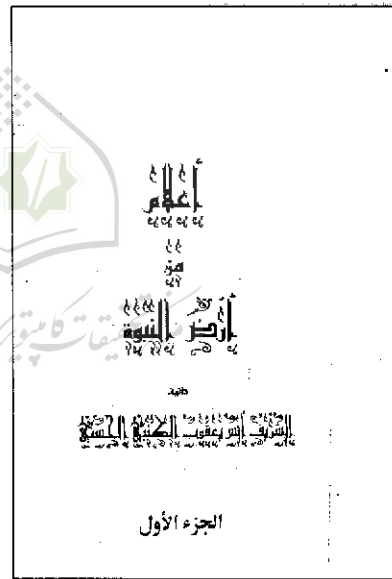 أعلام
من
أرض النبوة
تأليف
الشريف أنس يعقوب الكتبي الحسني
الجزء الأول